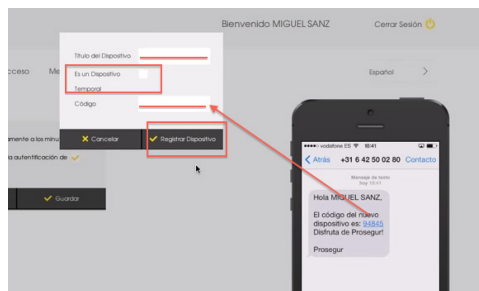 Bienvenido MIGUEL SANZ
Cerrar Sesión
Título del Dispositivo
cceso
Me
Es un Dispositivo
Temporal
Español
Código
amente a los minu
Cancelar
Registrar Dispositivo
a autentificación de
Guardar
vodafone ES
18:41
Atrás
+31 6 42 50 02 80
Contacto
Mensaje de texto
hoy 18:41
Hola MIGUEL SANZ,
El código del nuevo
dispositivo es: 94845
Disfruta de Prosegur!
Prosegur